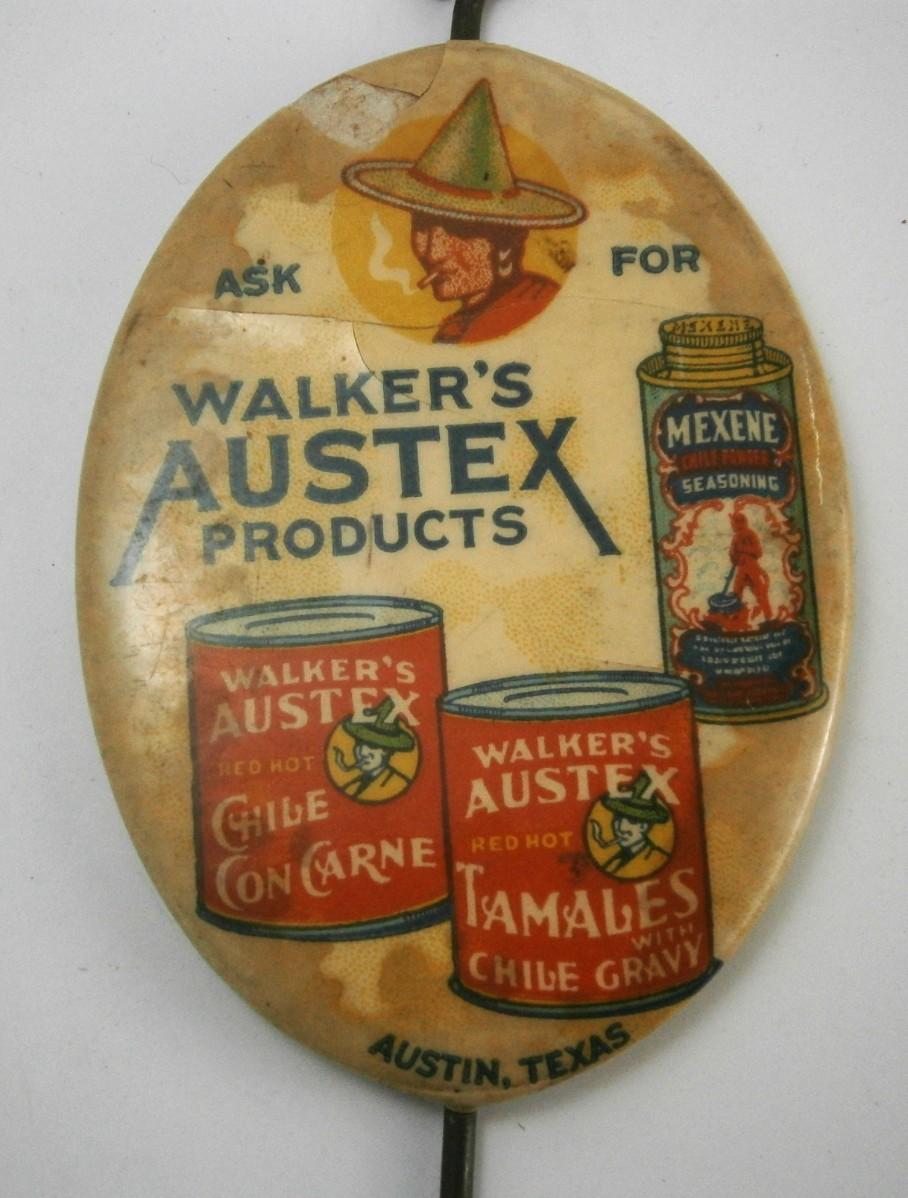 ASK FOR
WALKER'S
AUSTEX
PRODUCTS
MEXENE
MEXENE
CHILE POWDER
SEASONING
WALKER'S
AUSTEX
RED HOT
CHILE
CON CARNE
WALKER'S
AUSTEX
RED HOT
TAMALES
WITH
CHILE GRAVY
AUSTIN, TEXAS